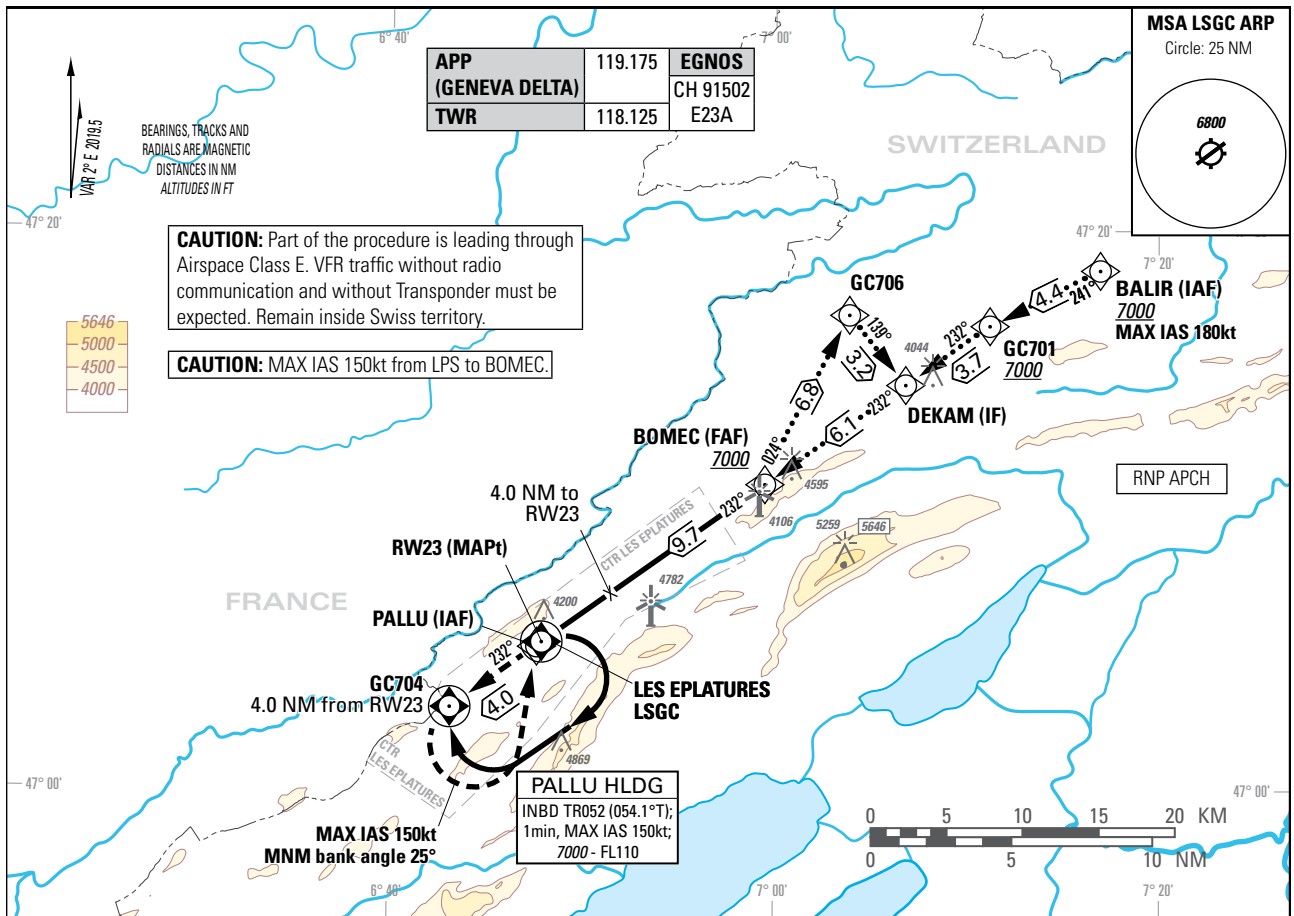 6° 40'
7° 00'
MSA LSGC ARP
Circle: 25 NM
6800
APP
(GENEVA DELTA)
119.175
EGNOS
CH 91502
E23A
TWR
118.125
VAR 2° E 2019.5
BEARINGS, TRACKS AND
RADIALS ARE MAGNETIC
DISTANCES IN NM
ALTITUDES IN FT
SWITZERLAND
47° 20'
47° 20'
7° 20'
CAUTION: Part of the procedure is leading through
Airspace Class E. VFR traffic without radio
communication and without Transponder must be
expected. Remain inside Swiss territory.
CAUTION: MAX IAS 150kt from LPS to BOMEC.
5646
5000
4500
4000
GC706
139°
3.2
4.4
241°
BALIR (IAF)
7000
MAX IAS 180kt
232°
GC701
7000
3.7
4044
232°
DEKAM (IF)
6.8
6.1
024°
BOMEC (FAF)
7000
4595
RNP APCH
4.0 NM to
RW23
232°
4106
5259
5646
CTR LES EPLATURES
9.7
RW23 (MAPt)
4782
FRANCE
4200
PALLU (IAF)
232°
GC704
4.0 NM from RW23
4.0
LES EPLATURES
LSGC
CTR
LES EPLATURES
4869
PALLU HLDG
INBD TR052 (054.1°T);
1min, MAX IAS 150kt;
7000 - FL110
MAX IAS 150kt
MNM bank angle 25°
47° 00'
47° 00'
0 5 10 15 20 KM
0 5 10 NM
6° 40'
7° 00'
7° 20'